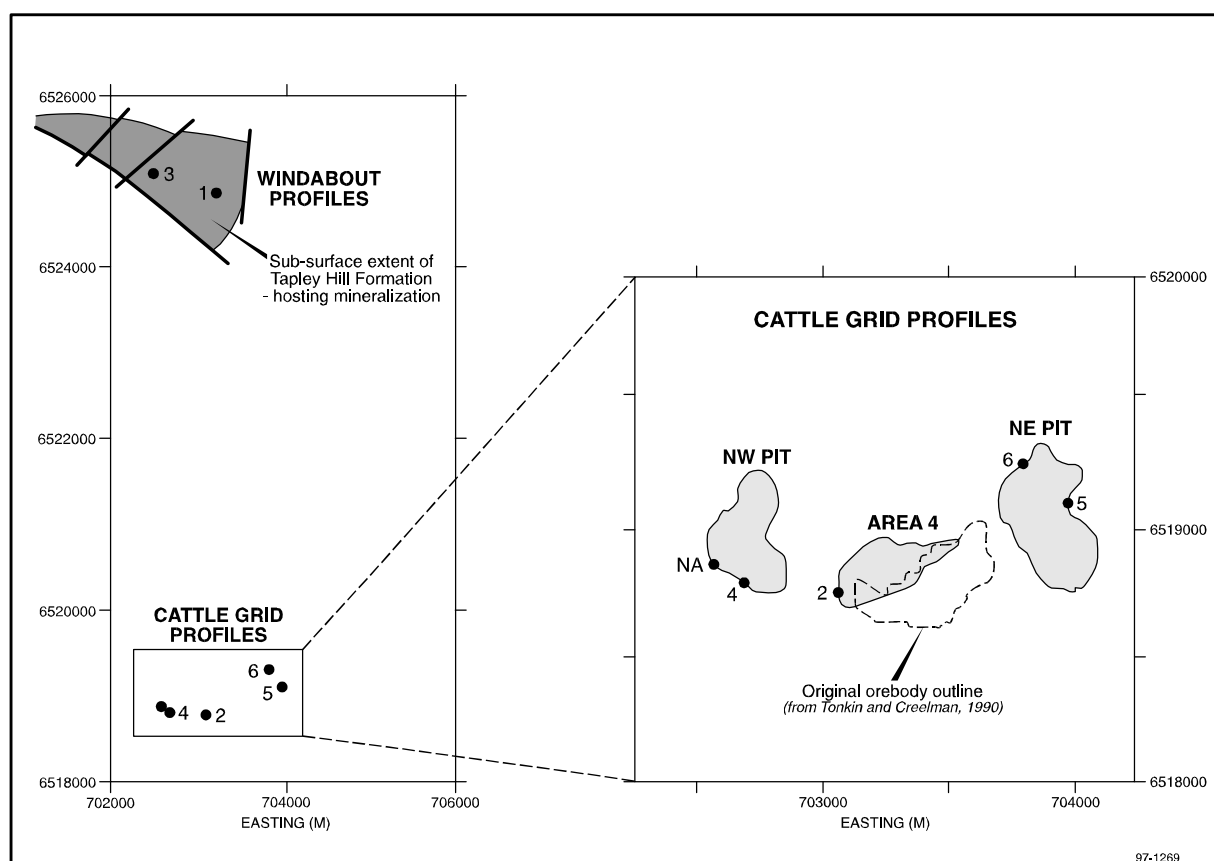 6526000
3
1
WINDABOUT
PROFILES
Sub-surface extent of
Tapley Hill Formation
- hosting mineralization
6524000
6522000
6520000
CATTLE GRID
PROFILES
6
5
4
2
6518000
702000
704000
706000
EASTING (M)
6520000
CATTLE GRID PROFILES
NE PIT
NW PIT
6
5
AREA 4
6519000
NA
4
2
Original orebody outline
(from Tonkin and Creelman, 1990)
6518000
703000
704000
EASTING (M)
97-1269